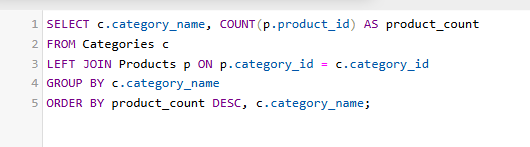 1 SELECT c.category_name, COUNT(p.product_id) AS product_count
2 FROM Categories c
3 LEFT JOIN Products p ON p.category_id = c.category_id
4 GROUP BY c.category_name
5 ORDER BY product_count DESC, c.category_name;